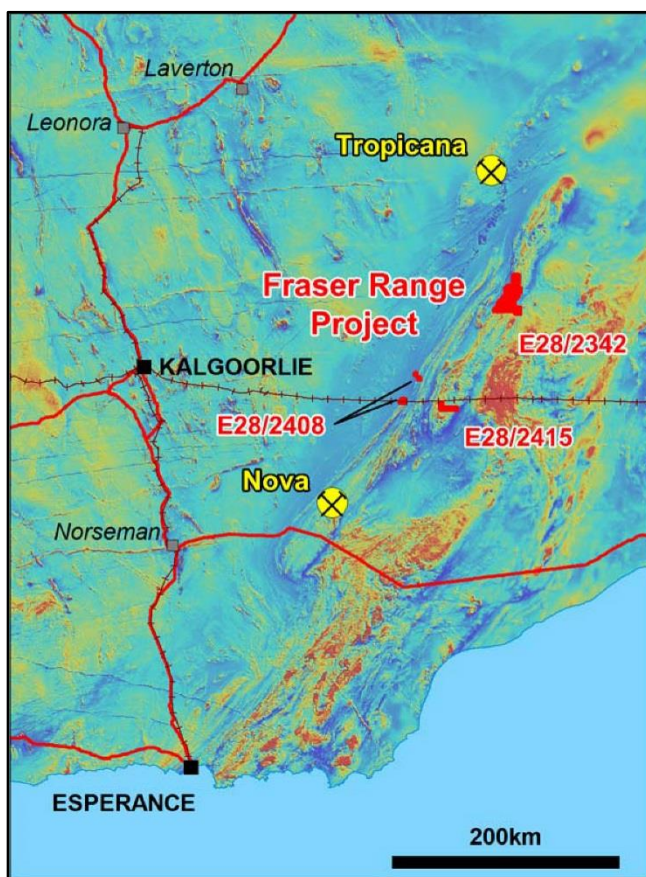 Laverton
Leonora
Tropicana
Fraser Range
Project
E28/2342
KALGOORLIE
E28/2408
E28/2415
Nova
Norseman
ESPERANCE
200km